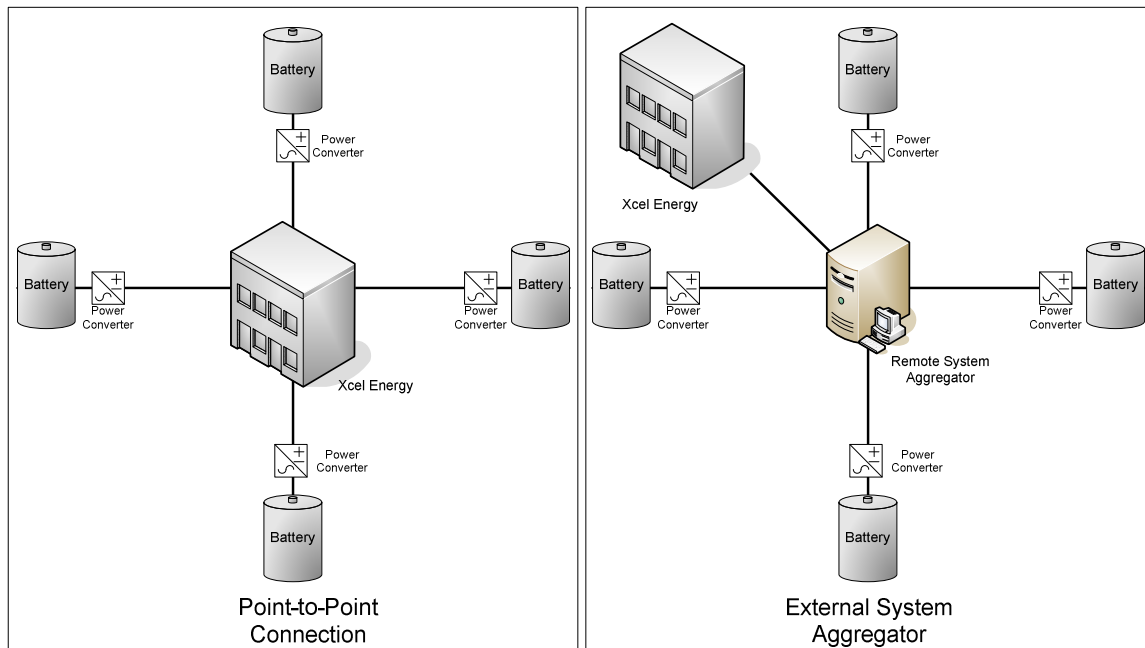 Battery
Power
Converter
Battery
Power
Converter
Battery
Power
Converter
Xcel Energy
Power
Converter
Battery
Point-to-Point
Connection
Battery
Power
Converter
Xcel Energy
Battery
Power
Converter
Battery
Power
Converter
Remote System
Aggregator
Power
Converter
Battery
External System
Aggregator